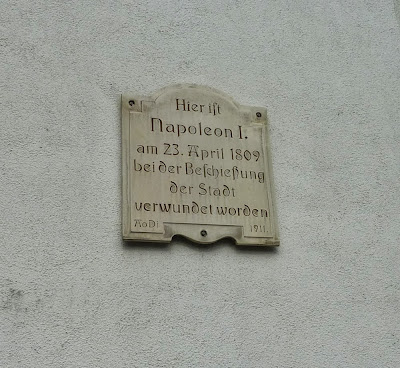 Hier ist
Napoleon I.
am 23. April 1809
bei der Beschießung
der Stadt
verwundet worden
1911.